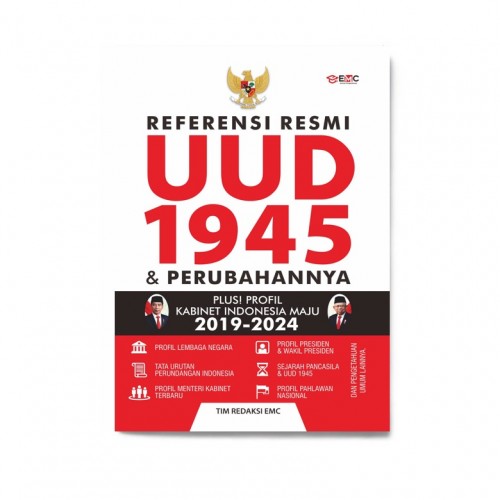 EMC
REFERENSI RESMI
UUD
1945
& PERUBAHANNYA
PLUS! PROFIL
KABINET INDONESIA MAJU
2019-2024
PROFIL LEMBAGA NEGARA
TATA URUTAN
PERUNDANGAN INDONESIA
PROFIL MENTERI KABINET
TERBARU
PROFIL PRESIDEN
& WAKIL PRESIDEN
SEJARAH PANCASILA
& UUD 1945
PROFIL PAHLAWAN
NASIONAL
DAN PENGETAHUAN
UMUM LAINNYA.
TIM REDAKSI EMC